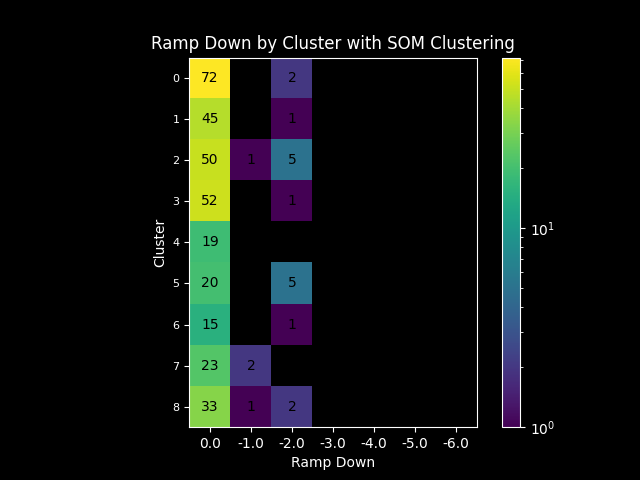 Ramp Down by Cluster with SOM Clustering
0 72 2
1 45 1
2 50 1 5
3 52 1
4 19
5 20 5
6 15 1
7 23 2
8 33 1 2
0.0 -1.0 -2.0 -3.0 -4.0 -5.0 -6.0
Ramp Down
Cluster
10¹
10⁰